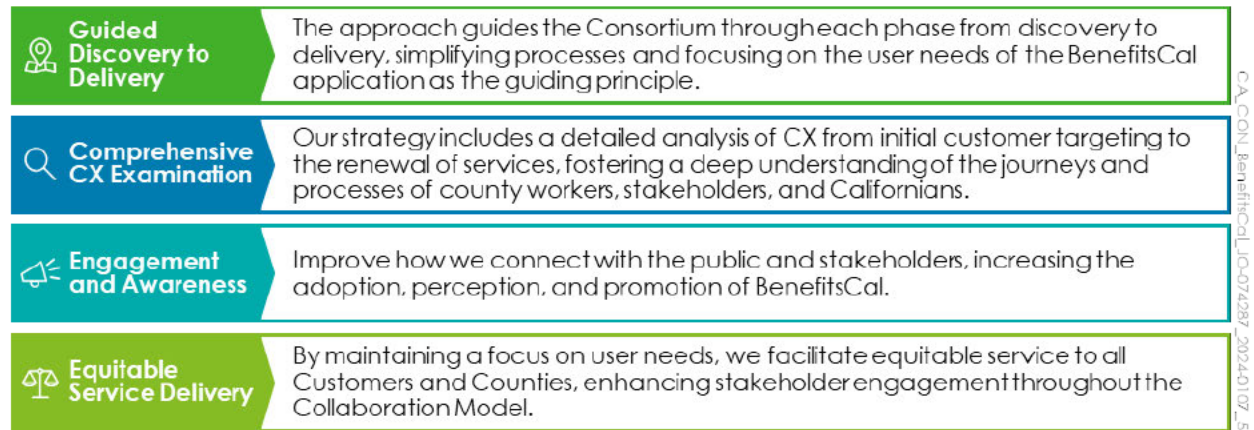 Guided
Discovery to
Delivery
The approach guides the Consortium through each phase from discovery to
delivery, simplifying processes and focusing on the user needs of the BenefitsCal
application as the guiding principle.
Comprehensive
CX Examination
Our strategy includes a detailed analysis of CX from initial customer targeting to
the renewal of services, fostering a deep understanding of the journeys and
processes of county workers, stakeholders, and Californians.
Engagement
and Awareness
Improve how we connect with the public and stakeholders, increasing the
adoption, perception, and promotion of BenefitsCal.
Equitable
Service Delivery
By maintaining a focus on user needs, we facilitate equitable service to all
Customers and Counties, enhancing stakeholder engagement throughout the
Collaboration Model.
CA_CON_BenefitsCal_IO-074287_2024-0107_5